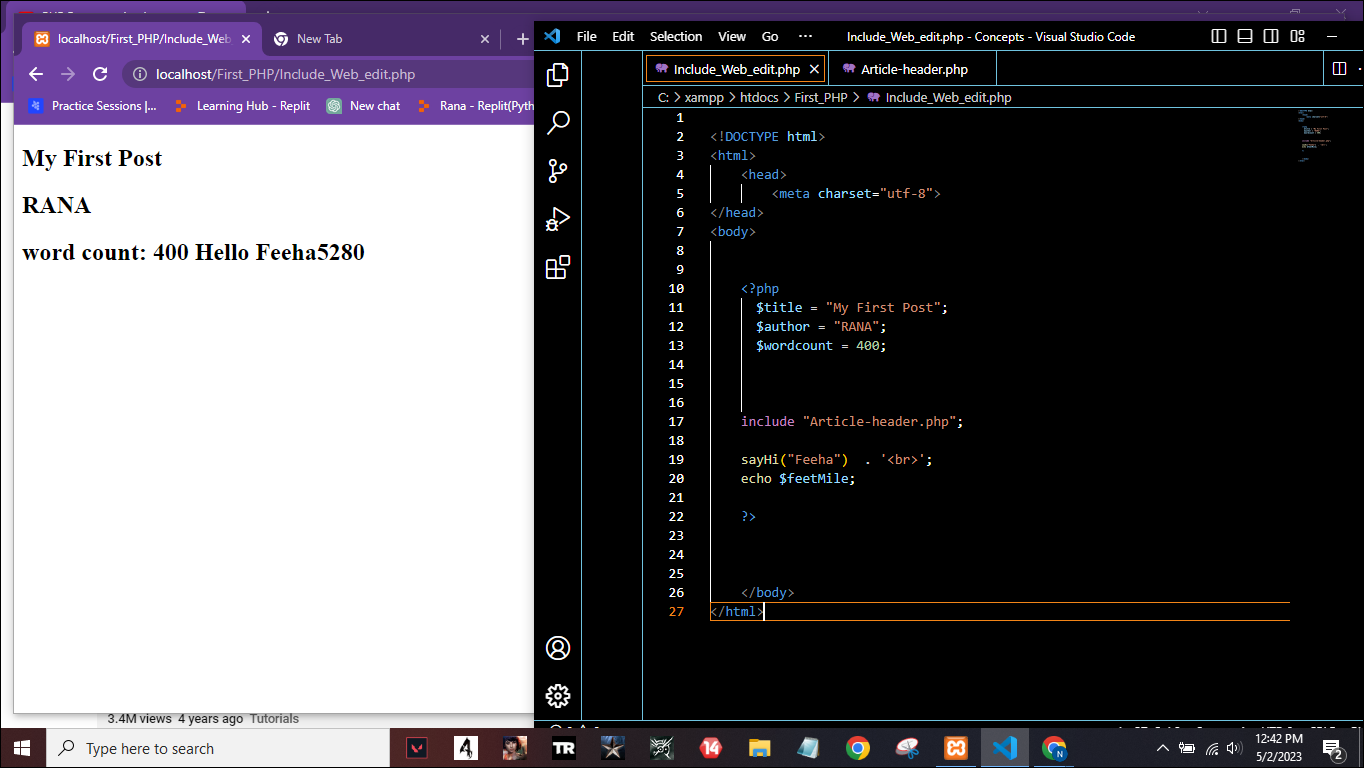 localhost/First_PHP/Include_Web
New Tab
localhost/First_PHP/Include_Web_edit.php
Practice Sessions |...
Learning Hub - Replit
New chat
Rana - Replit(Pyth
My First Post
RANA
word count: 400 Hello Feeha5280
3.4M views 4 years ago Tutorials
File Edit Selection View Go ···
Include_Web_edit.php - Concepts - Visual Studio Code
Include_Web_edit.php
Article-header.php
C: > xampp > htdocs > First_PHP > Include_Web_edit.php
1
2 <!DOCTYPE html>
3 <html>
4 <head>
5 <meta charset="utf-8">
6 </head>
7 <body>
8
9
10 <?php
11 $title = "My First Post";
12 $author = "RANA";
13 $wordcount = 400;
14
15
16
17 include "Article-header.php";
18
19 sayHi("Feeha")  . '<br>';
20 echo $feetMile;
21
22 ?>
23
24
25
26 </body>
27 </html>
Type here to search
4
TR
14
N
12:42 PM
5/2/2023
2